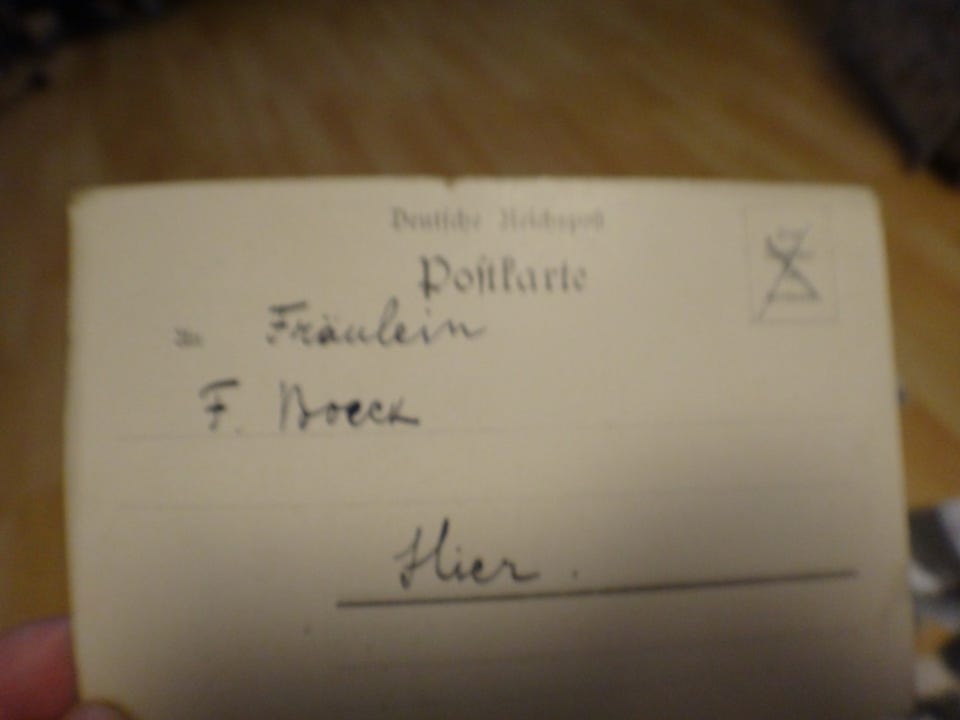 Deutsche Reichspost
Postkarte
An Fräulein
F. Boeck
Hier.